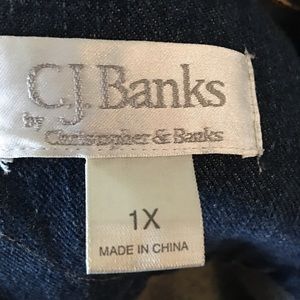 C.J. Banks
by Christopher & Banks
1X
MADE IN CHINA